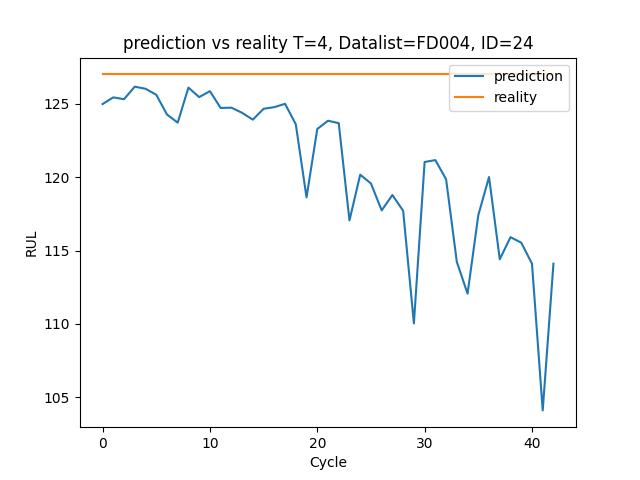 prediction vs reality T=4, Datalist=FD004, ID=24
prediction
reality
125
120
115
110
105
RUL
0 10 20 30 40
Cycle